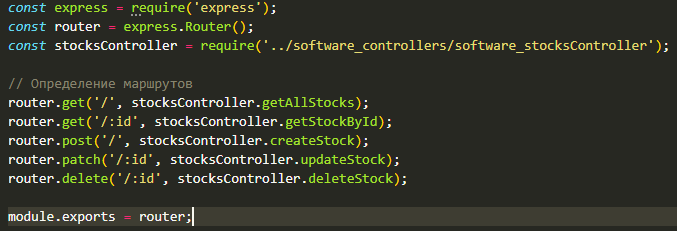 const express = require('express');
const router = express.Router();
const stocksController = require('../software_controllers/software_stocksController');
// Определение маршрутов
router.get('/', stocksController.getAllStocks);
router.get('/:id', stocksController.getStockById);
router.post('/', stocksController.createStock);
router.patch('/:id', stocksController.updateStock);
router.delete('/:id', stocksController.deleteStock);
module.exports = router;